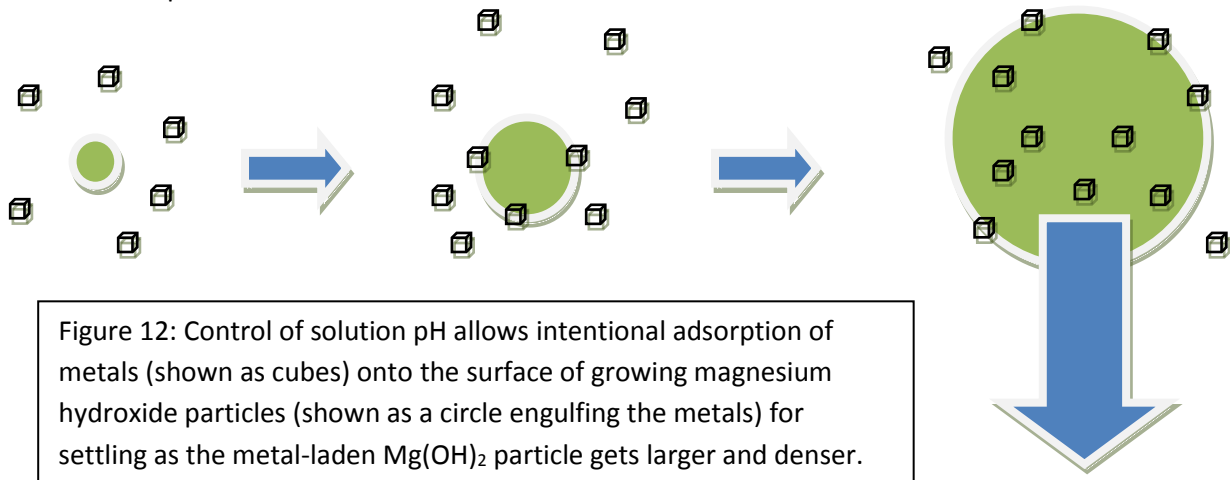 Figure 12: Control of solution pH allows intentional adsorption of
metals (shown as cubes) onto the surface of growing magnesium
hydroxide particles (shown as a circle engulfing the metals) for
settling as the metal-laden Mg(OH)₂ particle gets larger and denser.